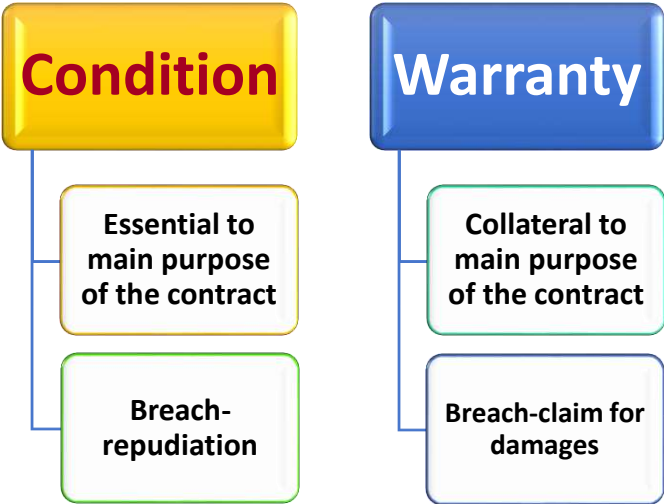 Condition
Essential to
main purpose
of the contract
Breach-
repudiation
Warranty
Collateral to
main purpose
of the contract
Breach-claim for
damages